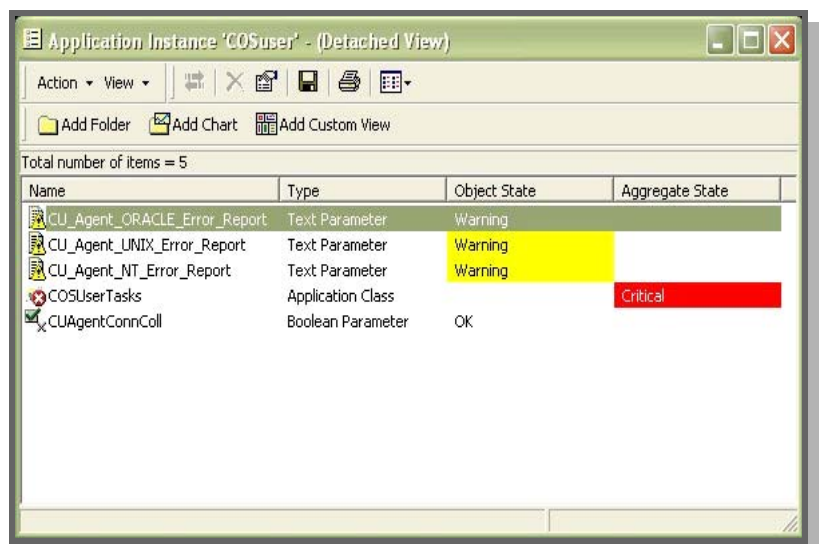 Application Instance 'COSuser' - (Detached View)
Action View
Add Folder Add Chart Add Custom View
Total number of items = 5
Name Type Object State Aggregate State
CU_Agent_ORACLE_Error_Report Text Parameter Warning
CU_Agent_UNIX_Error_Report Text Parameter Warning
CU_Agent_NT_Error_Report Text Parameter Warning
COSUserTasks Application Class Critical
CUAgentConnColl Boolean Parameter OK